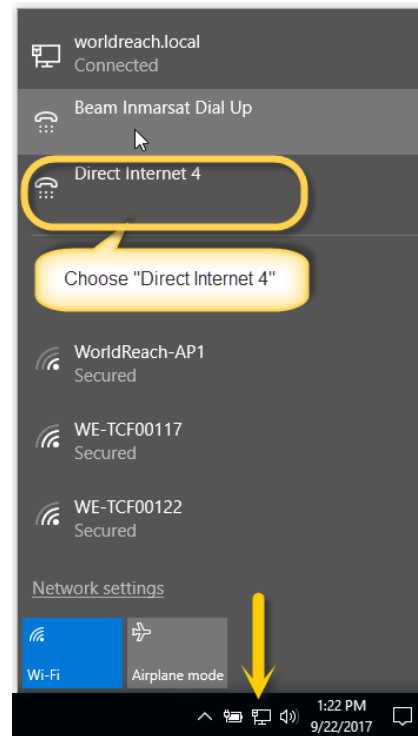 worldreach.local
Connected
Beam Inmarsat Dial Up
Direct Internet 4
Choose "Direct Internet 4"
WorldReach-AP1
Secured
WE-TCF00117
Secured
WE-TCF00122
Secured
Network settings
Wi-Fi Airplane mode
1:22 PM
9/22/2017